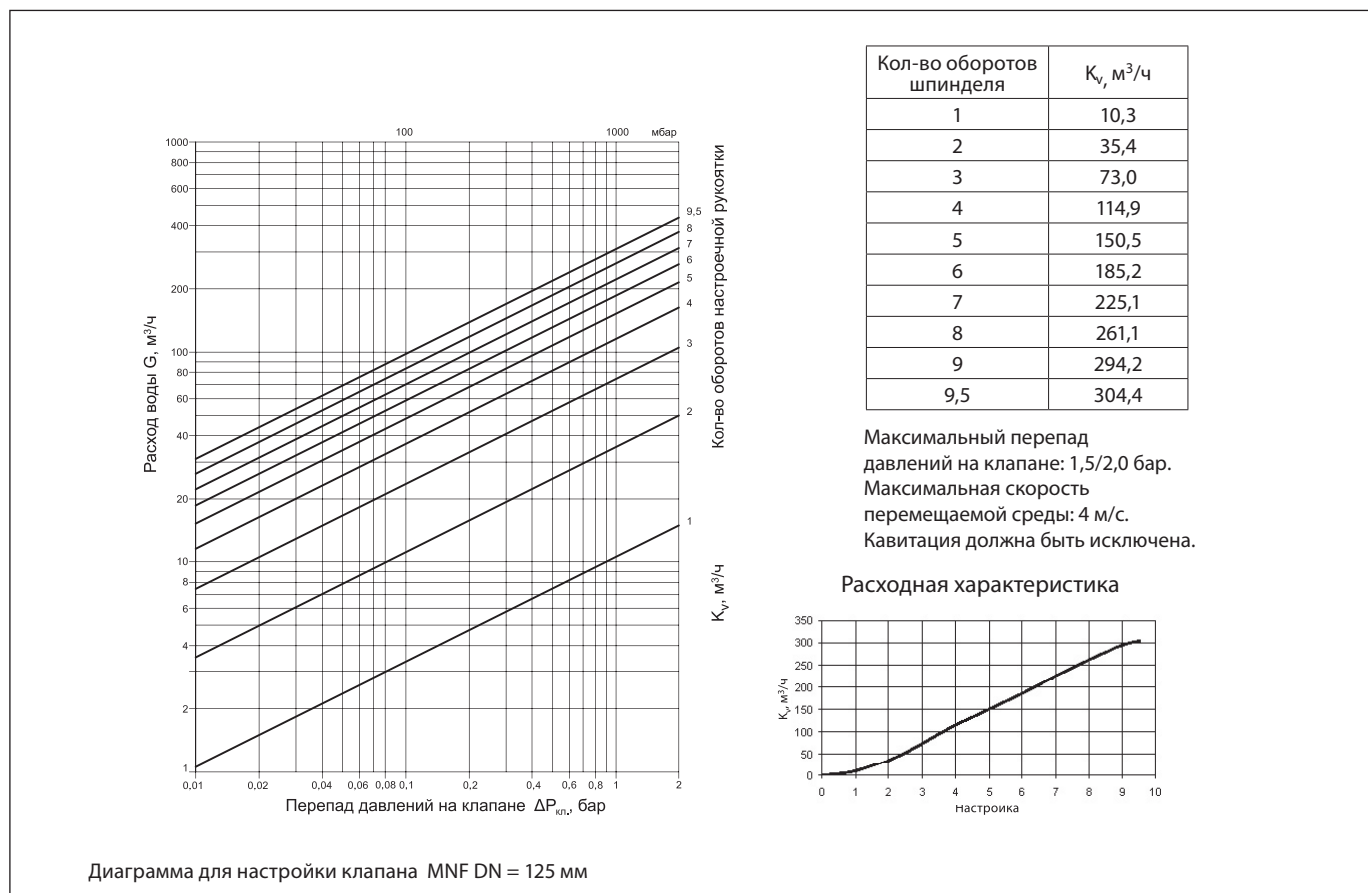 100 1000 мбар
1000
800
600
400
200
100
80
60
40
20
10
8
6
4
2
1
Расход воды G, м³/ч
9,5
8
7
6
5
4
3
2
1
Кол-во оборотов настроечной рукоятки
Kᵥ, м³/ч
0,01 0,02 0,04 0,06 0,08 0,1 0,2 0,4 0,6 0,8 1 2
Перепад давлений на клапане ΔPкл., бар
Кол-во оборотов
шпинделя
Kᵥ, м³/ч
1 10,3
2 35,4
3 73,0
4 114,9
5 150,5
6 185,2
7 225,1
8 261,1
9 294,2
9,5 304,4
Максимальный перепад
давлений на клапане: 1,5/2,0 бар.
Максимальная скорость
перемещаемой среды: 4 м/с.
Кавитация должна быть исключена.
Расходная характеристика
350
300
250
200
150
100
50
0
Kᵥ, м³/ч
0 1 2 3 4 5 6 7 8 9 10
Настройка
Диаграмма для настройки клапана MNF DN = 125 мм